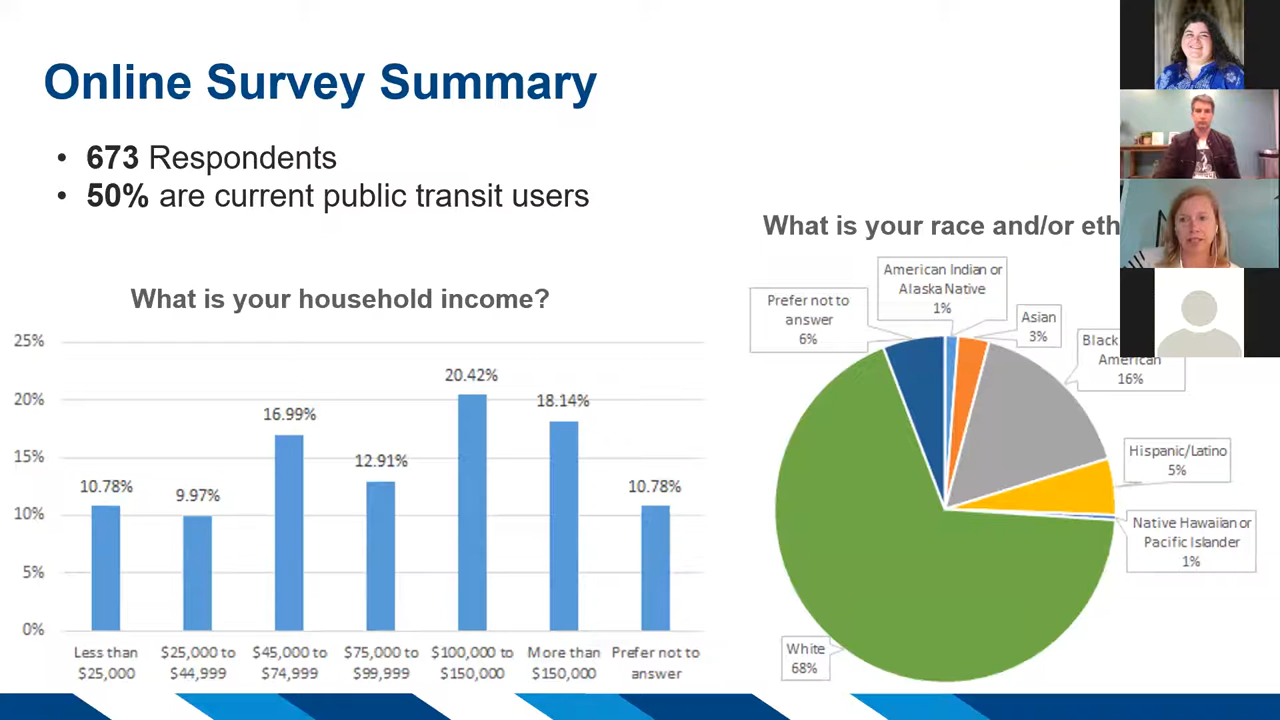 Online Survey Summary
• 673 Respondents
• 50% are current public transit users
What is your household income?
25%
20%
15%
10%
5%
0%
10.78%
9.97%
16.99%
12.91%
20.42%
18.14%
10.78%
Less than
$25,000
$25,000 to
$44,999
$45,000 to
$74,999
$75,000 to
$99,999
$100,000 to
$150,000
More than
$150,000
Prefer not to
answer
What is your race and/or eth
Prefer not to
answer
6%
American Indian or
Alaska Native
1%
Asian
3%
Black
American
16%
Hispanic/Latino
5%
Native Hawaiian or
Pacific Islander
1%
White
68%